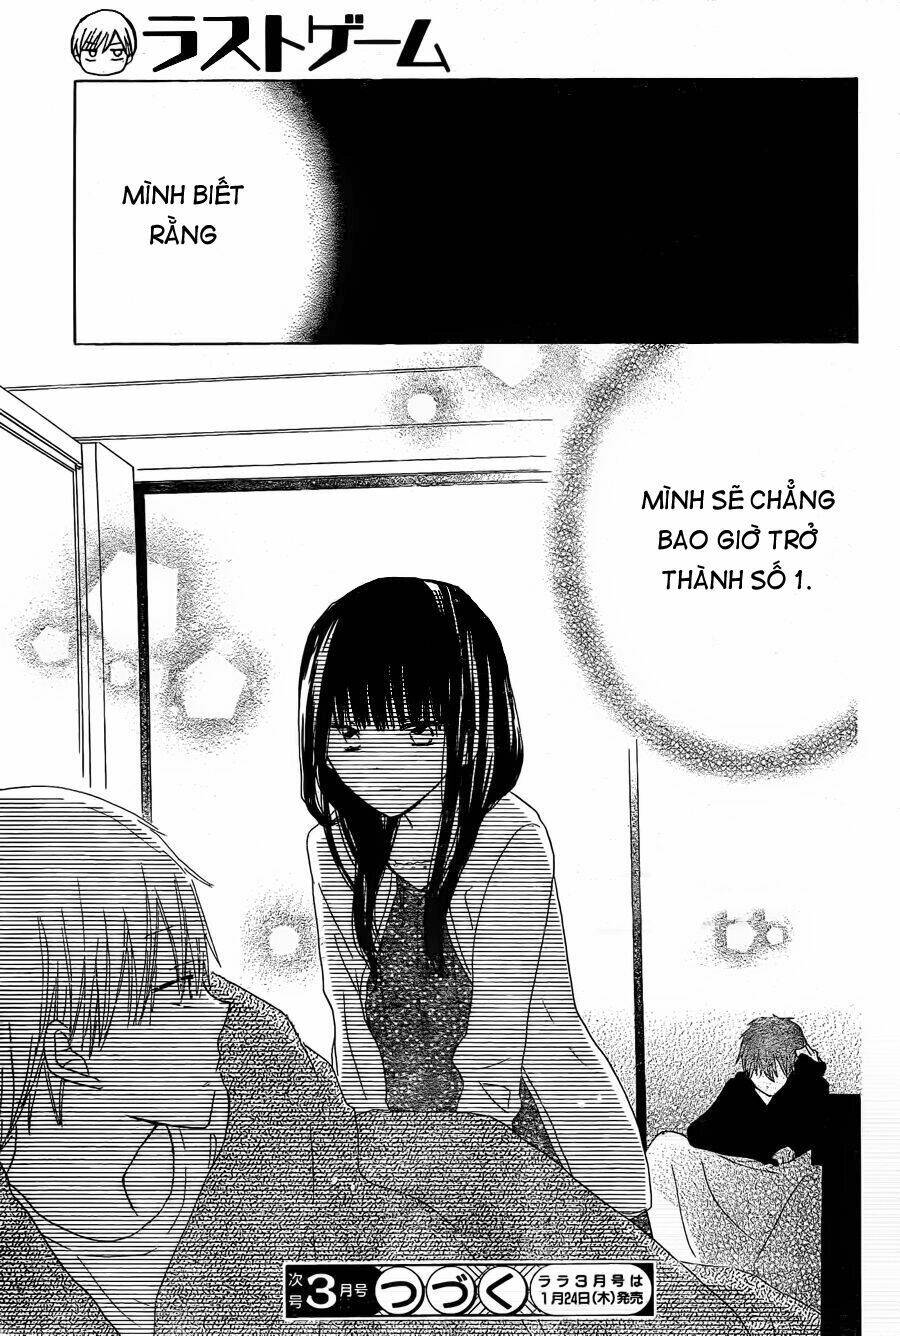 ラストゲーム
MÌNH BIẾT
RẰNG
MÌNH SẼ CHẲNG
BAO GIỜ TRỞ
THÀNH SỐ 1.
次号3月号
つづく
ララ3月号は
1月24日(木)発売